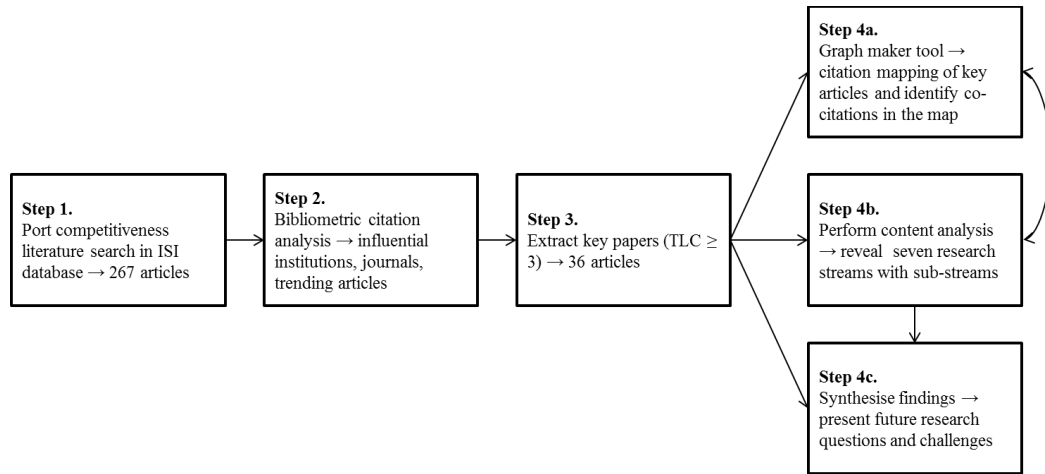 Step 1.
Port competitiveness
literature search in ISI
database → 267 articles
Step 2.
Bibliometric citation
analysis → influential
institutions, journals,
trending articles
Step 3.
Extract key papers (TLC ≥
3) → 36 articles
Step 4a.
Graph maker tool →
citation mapping of key
articles and identify co-
citations in the map
Step 4b.
Perform content analysis
→ reveal seven research
streams with sub-streams
Step 4c.
Synthesise findings →
present future research
questions and challenges